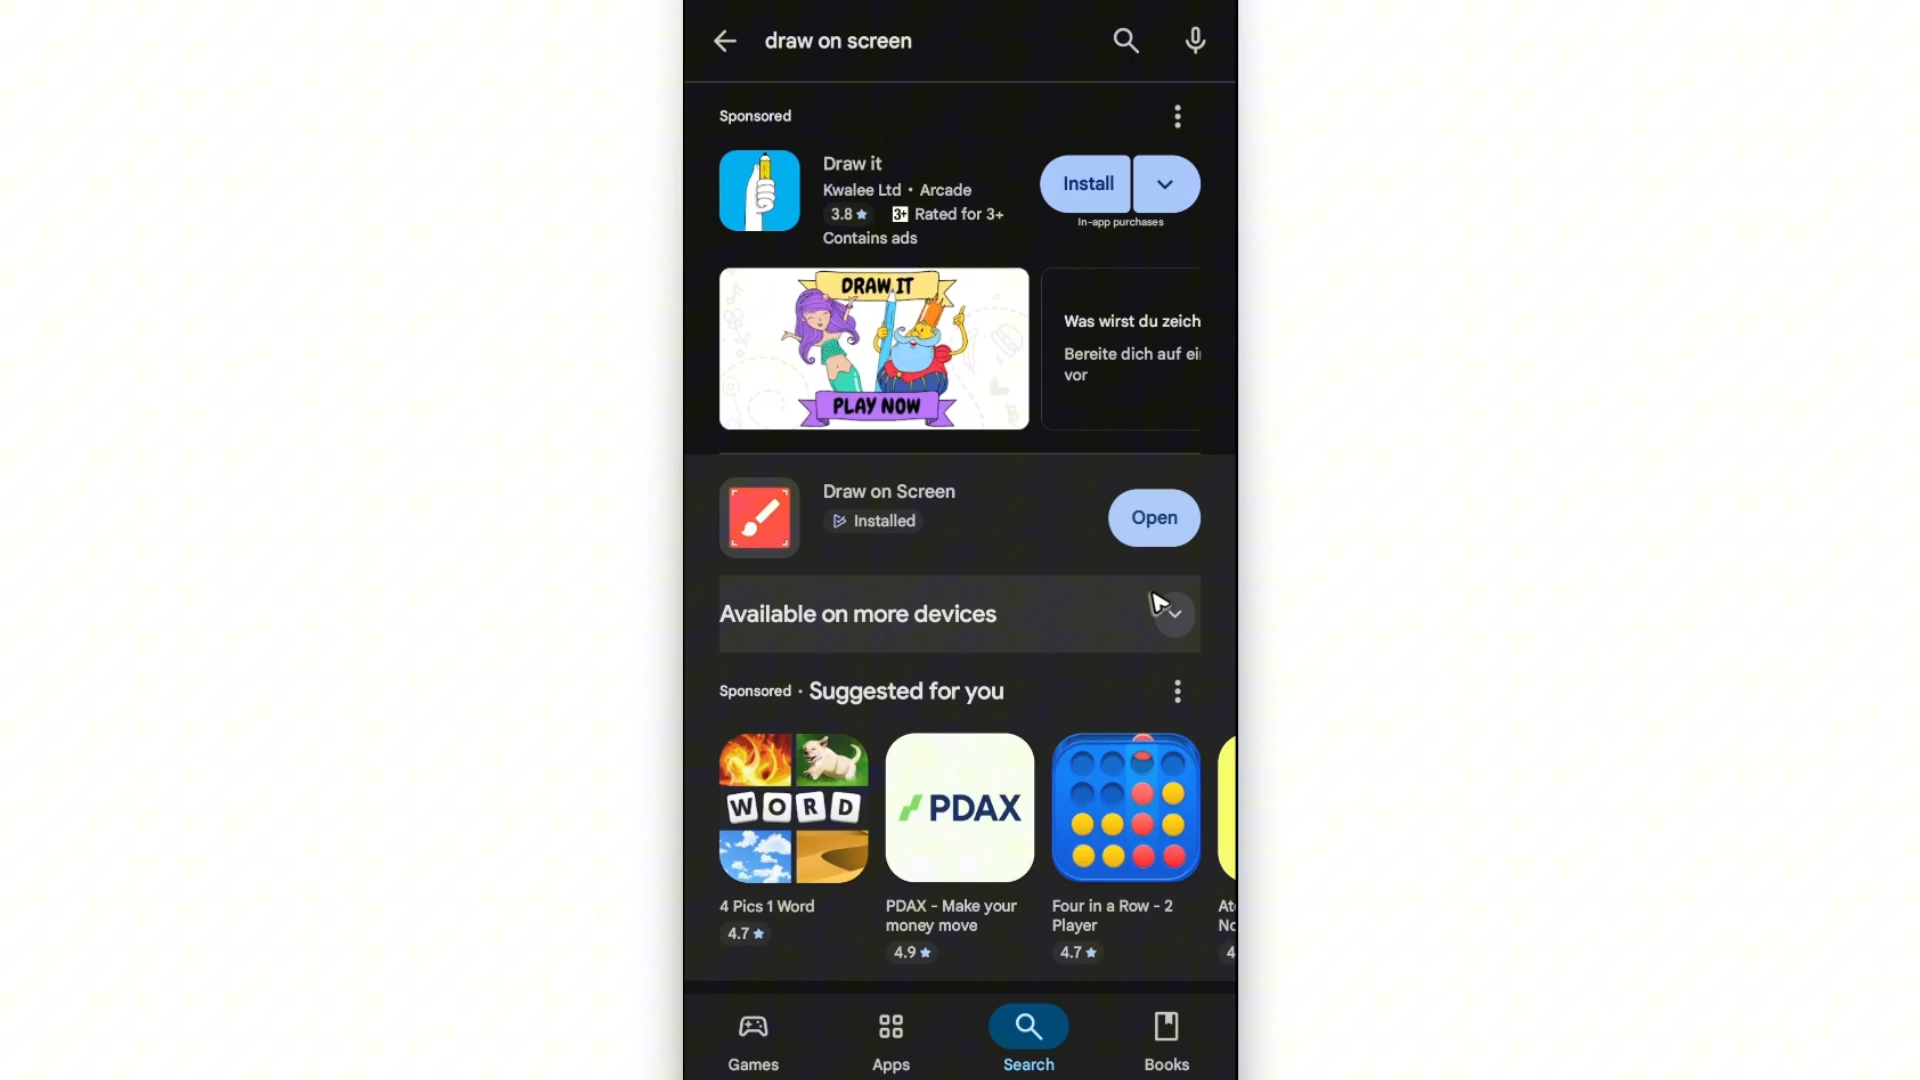 draw on screen
Sponsored
Draw it
Kwalee Ltd • Arcade
3.8 ★ 3+ Rated for 3+
Contains ads
Install
In-app purchases
DRAW IT
PLAY NOW
Was wirst du zeich
Bereite dich auf ei
vor
Draw on Screen
Installed
Open
Available on more devices
Sponsored • Suggested for you
WORD
PDAX
4 Pics 1 Word
4.7 ★
PDAX - Make your
money move
4.9 ★
Four in a Row - 2
Player
4.7 ★
4
Games
Apps
Search
Books